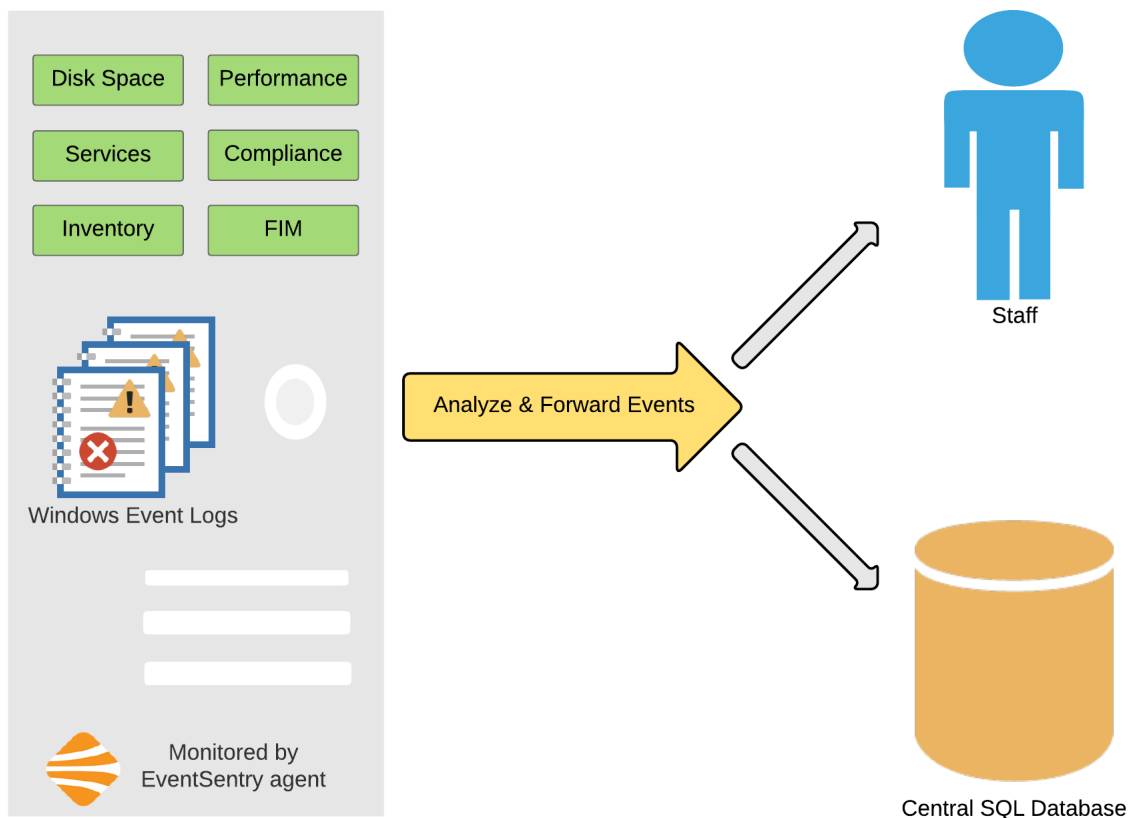 Disk Space
Performance
Services
Compliance
Inventory
FIM
Windows Event Logs
Monitored by
EventSentry agent
Analyze & Forward Events
Staff
Central SQL Database